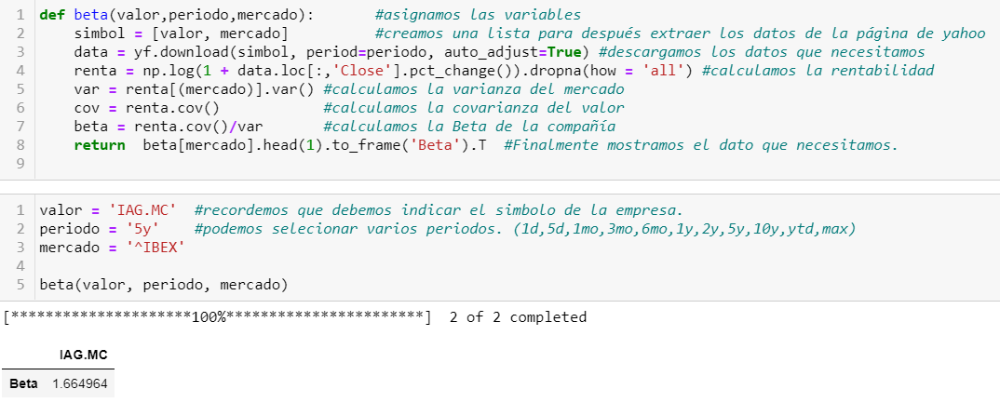 1 def beta(valor,periodo,mercado):       #asignamos las variables
2     simbol = [valor, mercado]          #creamos una lista para después extraer los datos de la página de yahoo
3     data = yf.download(simbol, period=periodo, auto_adjust=True) #descargamos los datos que necesitamos
4     renta = np.log(1 + data.loc[:,'Close'].pct_change()).dropna(how = 'all') #calculamos la rentabilidad
5     var = renta[(mercado)].var() #calculamos la varianza del mercado
6     cov = renta.cov()            #calculamos la covarianza del valor
7     beta = renta.cov()/var       #calculamos la Beta de la compañía
8     return  beta[mercado].head(1).to_frame('Beta').T  #Finalmente mostramos el dato que necesitamos.
9
1 valor = 'IAG.MC'  #recordemos que debemos indicar el simbolo de la empresa.
2 periodo = '5y'    #podemos selecionar varios periodos. (1d,5d,1mo,3mo,6mo,1y,2y,5y,10y,ytd,max)
3 mercado = '^IBEX'
4
5 beta(valor, periodo, mercado)
[*********************100%***********************]  2 of 2 completed
IAG.MC
Beta 1.664964